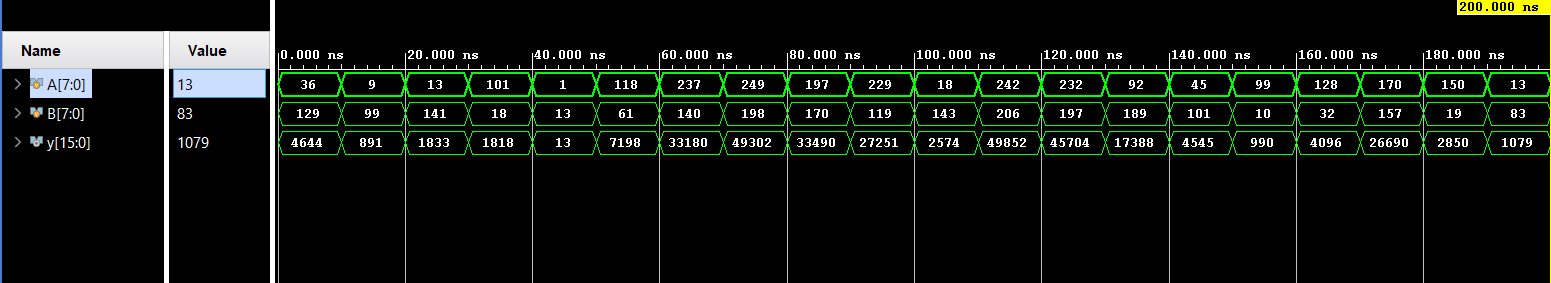 200.000 ns
Name Value
0.000 ns 20.000 ns 40.000 ns 60.000 ns 80.000 ns 100.000 ns 120.000 ns 140.000 ns 160.000 ns 180.000 ns
A[7:0] 13 36 9 13 101 1 118 237 249 197 229 18 242 232 92 45 99 128 170 150 13
B[7:0] 83 129 99 141 18 13 61 140 198 170 119 143 206 197 189 101 10 32 157 19 83
y[15:0] 1079 4644 891 1833 1818 13 7198 33180 49302 33490 27251 2574 49852 45704 17388 4545 990 4096 26690 2850 1079